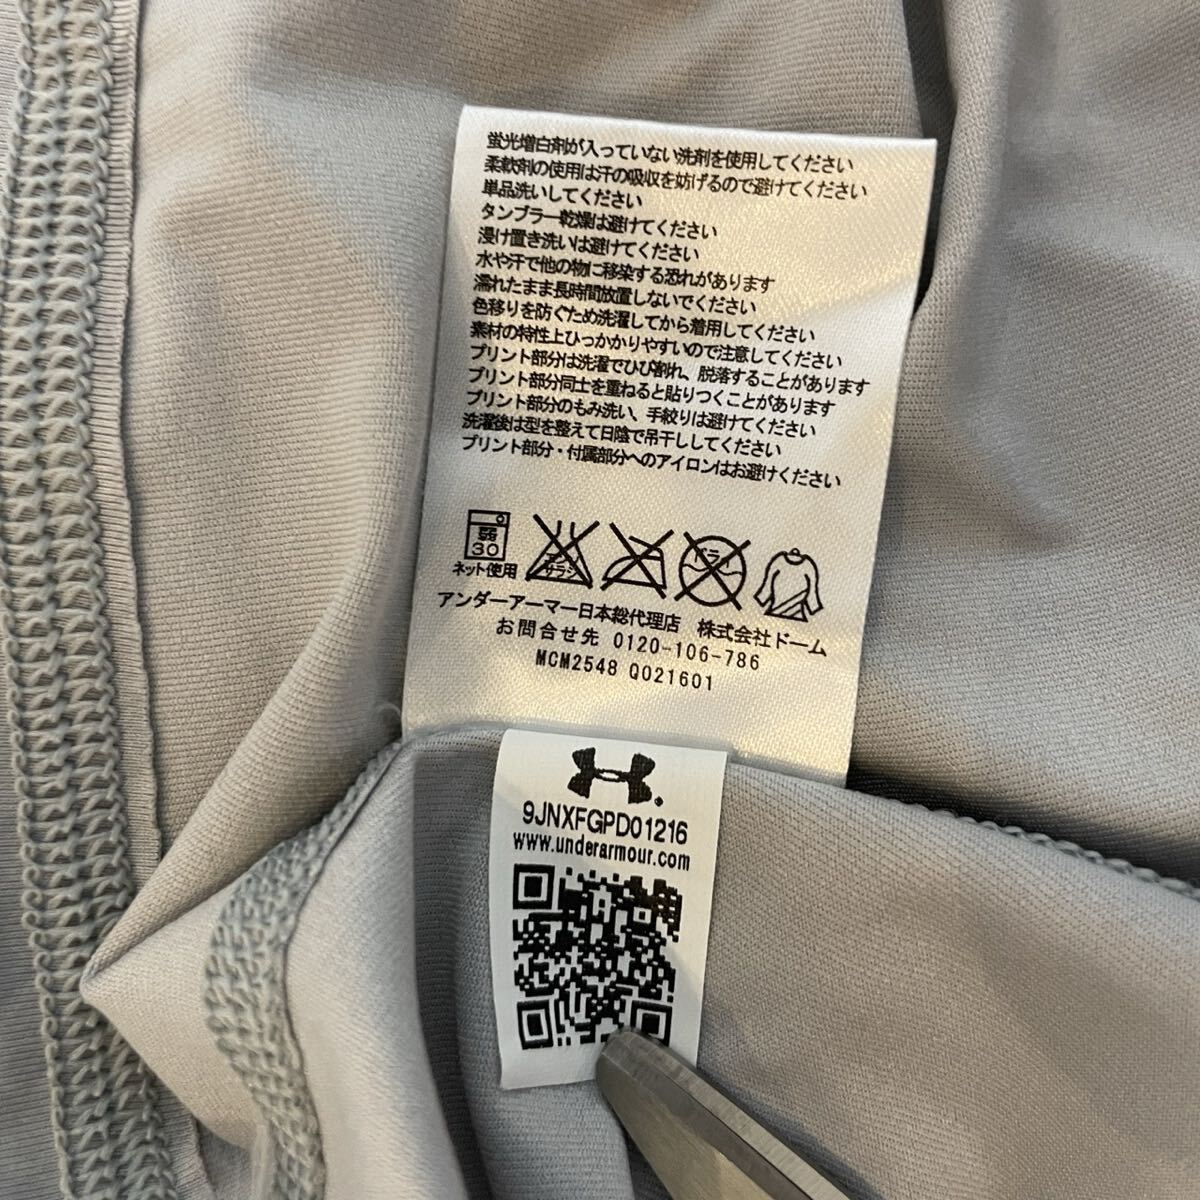 蛍光増白剤が入っていない洗剤を使用してください
柔軟剤の使用は汗の吸収を妨げるので避けてください
単品洗いしてください
タンブラー乾燥は避けてください
浸け置き洗いは避けてください
水や汗で他の物に移染する恐れがあります
濡れたまま長時間放置しないでください
色移りを防ぐため洗濯してから着用してください
素材の特性上ひっかかりやすいので注意してください
プリント部分は洗濯でひび割れ、脱落することがあります
プリント部分同士を重ねると貼りつくことがあります
プリント部分のもみ洗い、手絞りは避けてください
洗濯後は型を整えて日陰で吊干ししてください
プリント部分・付属部分へのアイロンはお避けください
弱
30
エンソ
サラシ
ドライ
ネット使用
アンダーアーマー日本総代理店 株式会社ドーム
お問合せ先 0120-106-786
MCM2548 Q021601
9JNXFGPD01216
www.underarmour.com